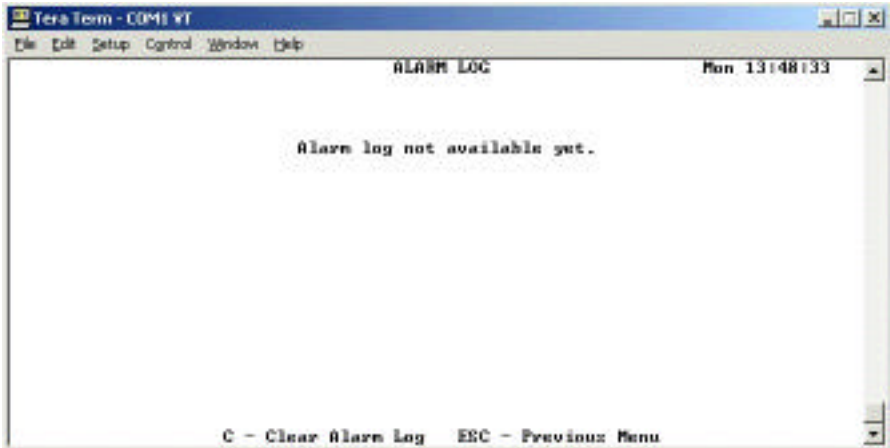 Tera Term - COM1 VT
File Edit Setup Control Window Help
ALARM LOG Mon 13:48:33
Alarm log not available yet.
C - Clear Alarm Log ESC - Previous Menu